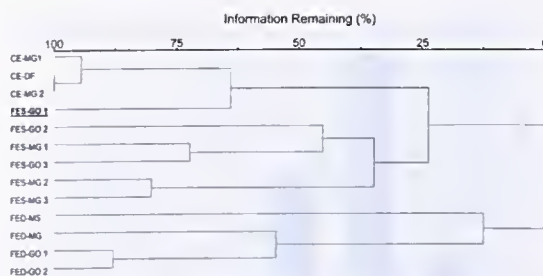 Information Remaining (%)
100 75 50 25
CE-MG1
CE-DF
CE-MG 2
FES-GO 1
FES-GO 2
FES-MG 1
FES-GO 3
FES-MG 2
FES-MG 3
FED-MS
FED-MG
FED-GO 1
FED-GO 2